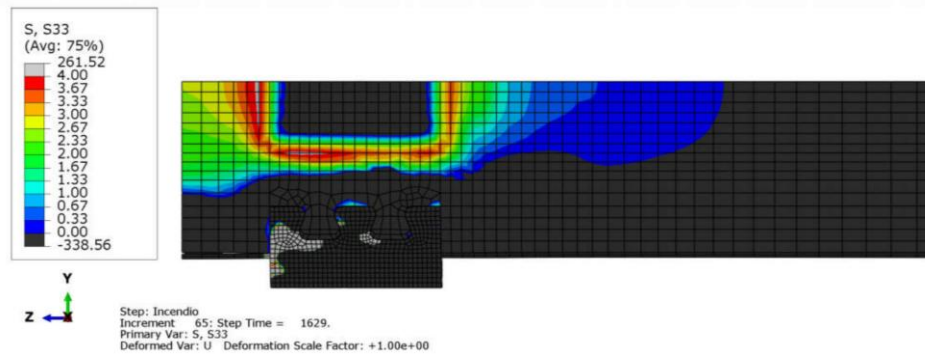 S, S33
(Avg: 75%)
261.52
4.00
3.67
3.33
3.00
2.67
2.33
2.00
1.67
1.33
1.00
0.67
0.33
0.00
-338.56
Y
Z
X
Step: Incendio
Increment 65: Step Time = 1629.
Primary Var: S, S33
Deformed Var: U Deformation Scale Factor: +1.00e+00